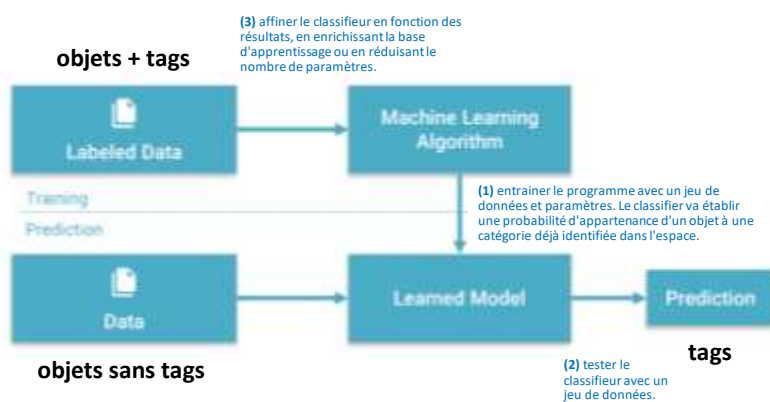 (3) affiner le classifieur en fonction des
résultats, en enrichissant la base
d'apprentissage ou en réduisant le
nombre de paramètres.
objets + tags
Labeled Data
Machine Learning
Algorithm
(1) entrainer le programme avec un jeu de
données et paramètres. Le classifier va établir
une probabilité d'appartenance d'un objet à une
catégorie déjà identifiée dans l'espace.
Training
Prediction
Data
Learned Model
Prediction
objets sans tags
tags
(2) tester le
classifieur avec un
jeu de données.